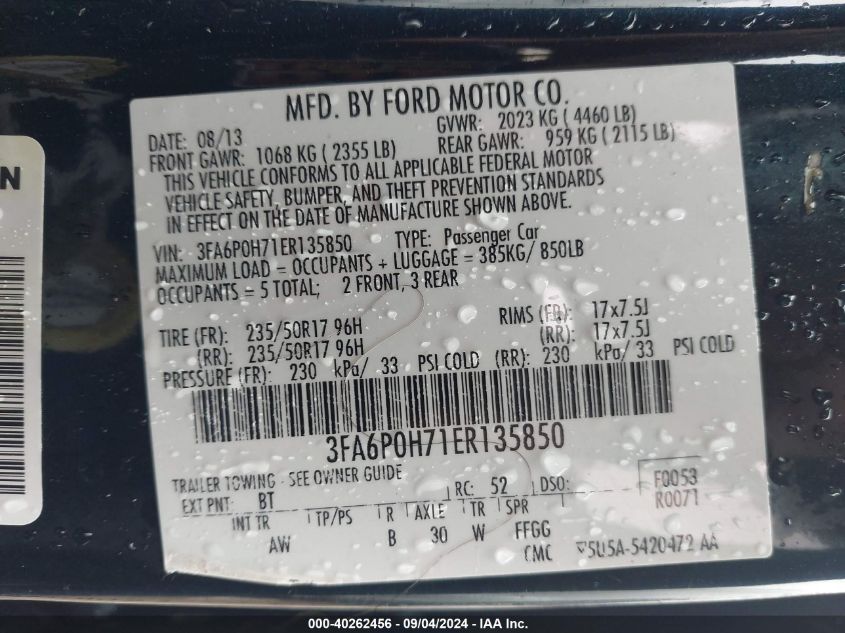 N
MFD. BY FORD MOTOR CO.
DATE: 08/13 GVWR: 2023 KG ( 4460 LB)
FRONT GAWR: 1068 KG ( 2355 LB) REAR GAWR: 959 KG ( 2115 LB)
THIS VEHICLE CONFORMS TO ALL APPLICABLE FEDERAL MOTOR
VEHICLE SAFETY, BUMPER, AND THEFT PREVENTION STANDARDS
IN EFFECT ON THE DATE OF MANUFACTURE SHOWN ABOVE.
VIN: 3FA6P0H71ER135850 TYPE: Passenger Car
MAXIMUM LOAD = OCCUPANTS + LUGGAGE = 385KG/ 850LB
OCCUPANTS = 5 TOTAL; 2 FRONT, 3 REAR
TIRE (FR): 235/50R17 96H RIMS (FR): 17x7.5J
(RR): 235/50R17 96H (RR): 17x7.5J
PRESSURE (FR): 230 kPa/ 33 PSI COLD (RR): 230 kPa/ 33 PSI COLD
3FA6P0H71ER135850
TRAILER TOWING - SEE OWNER GUIDE
EXT PNT: BT RC: 52 DSO: F0053
R0071
INT TR TP/PS R AXLE TR SPR
AW B 30 W FFGG
CMC 5U5A-5420472 AA
000-40262456 - 09/04/2024 - IAA Inc.